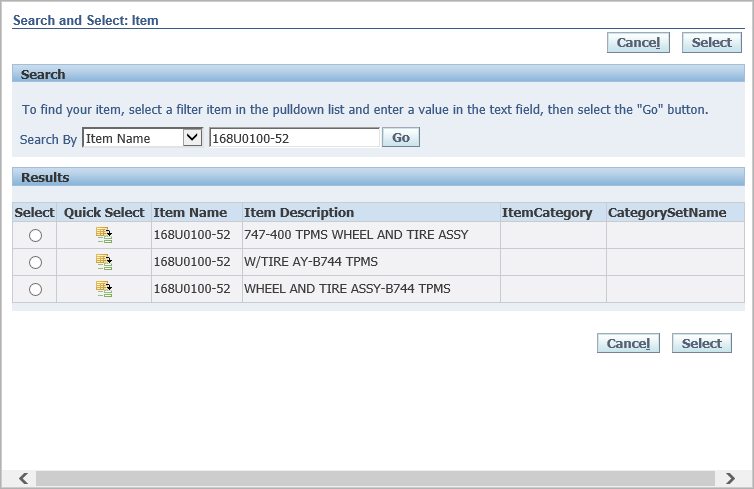 Search and Select: Item
Cancel Select
Search
To find your item, select a filter item in the pulldown list and enter a value in the text field, then select the "Go" button.
Search By Item Name 168U0100-52 Go
Results
Select Quick Select Item Name Item Description ItemCategory CategorySetName
168U0100-52 747-400 TPMS WHEEL AND TIRE ASSY
168U0100-52 W/TIRE AY-B744 TPMS
168U0100-52 WHEEL AND TIRE ASSY-B744 TPMS
Cancel Select